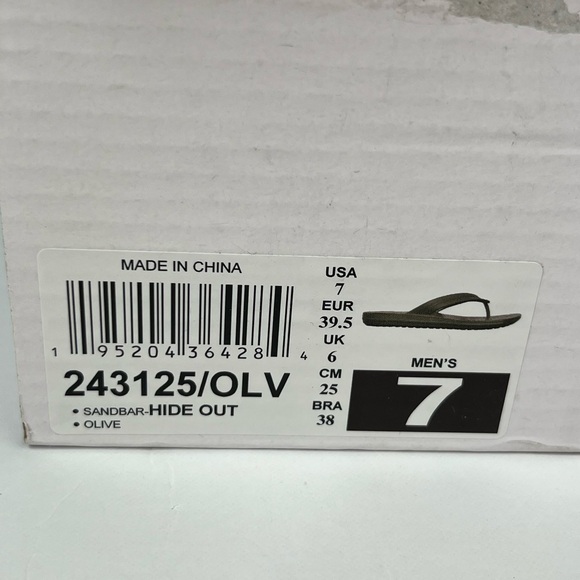 MADE IN CHINA
1 95204 36428 4
243125/OLV
• SANDBAR-HIDE OUT
• OLIVE
USA
7
EUR
39.5
UK
6
CM
25
BRA
38
MEN'S
7